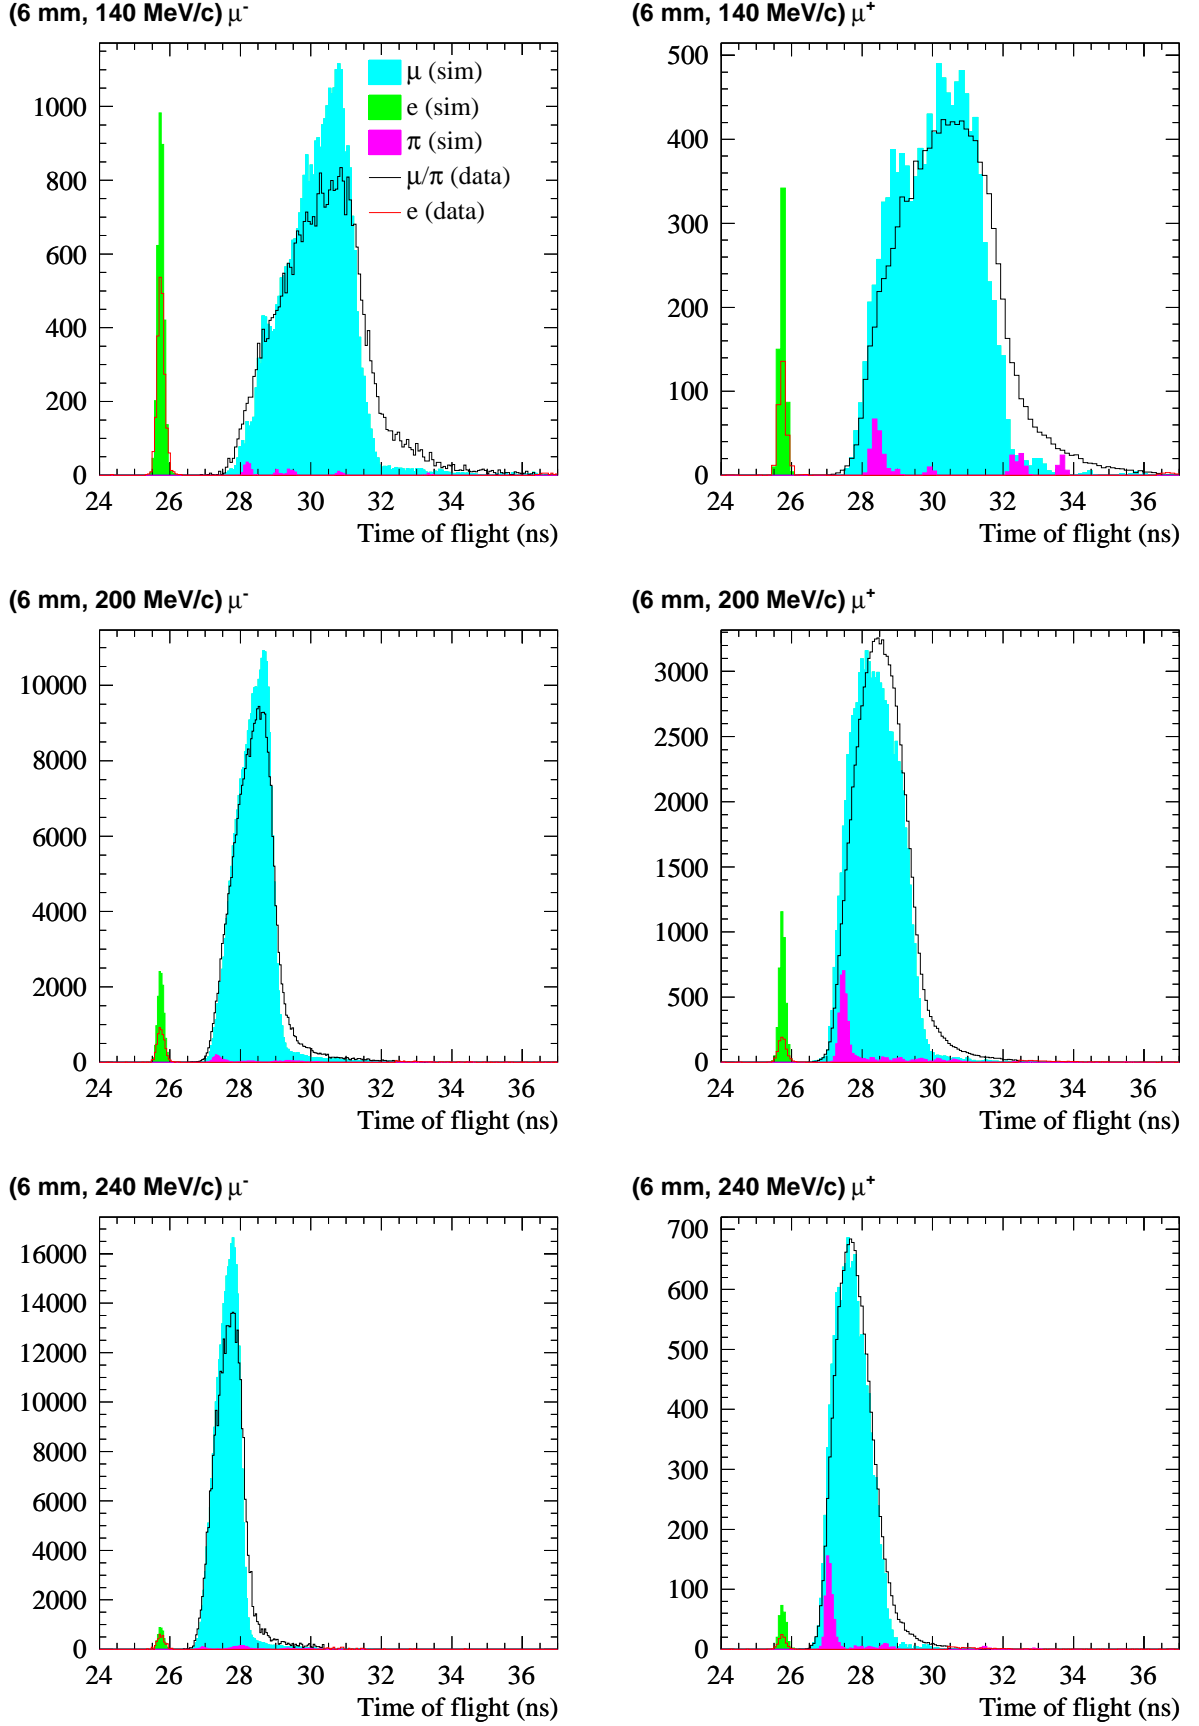 (6 mm, 140 MeV/c) μ⁻
1000
800
600
400
200
0
24 26 28 30 32 34 36
Time of flight (ns)
μ (sim)
e (sim)
π (sim)
μ/π (data)
e (data)
(6 mm, 140 MeV/c) μ⁺
500
400
300
200
100
0
24 26 28 30 32 34 36
Time of flight (ns)
(6 mm, 200 MeV/c) μ⁻
10000
8000
6000
4000
2000
0
24 26 28 30 32 34 36
Time of flight (ns)
(6 mm, 200 MeV/c) μ⁺
3000
2500
2000
1500
1000
500
0
24 26 28 30 32 34 36
Time of flight (ns)
(6 mm, 240 MeV/c) μ⁻
16000
14000
12000
10000
8000
6000
4000
2000
0
24 26 28 30 32 34 36
Time of flight (ns)
(6 mm, 240 MeV/c) μ⁺
700
600
500
400
300
200
100
0
24 26 28 30 32 34 36
Time of flight (ns)